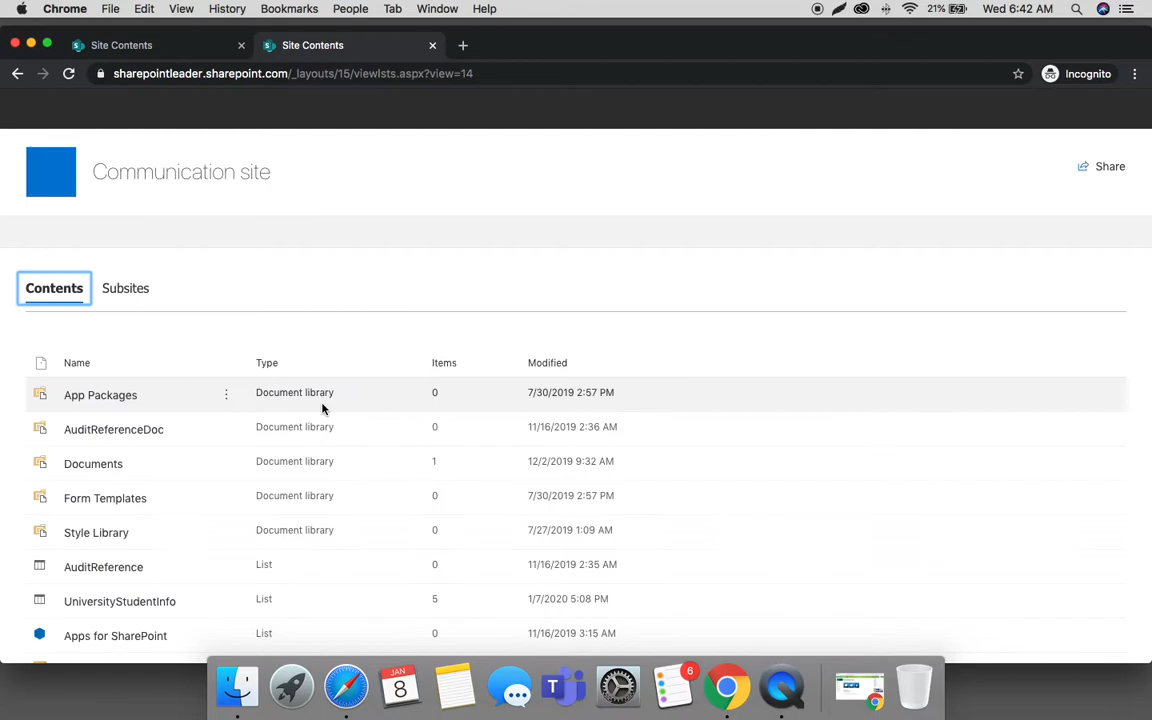 Chrome File Edit View History Bookmarks People Tab Window Help 21% Wed 6:42 AM
Site Contents Site Contents
sharepointleader.sharepoint.com/_layouts/15/viewlsts.aspx?view=14 Incognito
Communication site Share
Contents Subsites
Name Type Items Modified
App Packages Document library 0 7/30/2019 2:57 PM
AuditReferenceDoc Document library 0 11/16/2019 2:36 AM
Documents Document library 1 12/2/2019 9:32 AM
Form Templates Document library 0 7/30/2019 2:57 PM
Style Library Document library 0 7/27/2019 1:09 AM
AuditReference List 0 11/16/2019 2:35 AM
UniversityStudentInfo List 5 1/7/2020 5:08 PM
Apps for SharePoint List 0 11/16/2019 3:15 AM
JAN 6
8 T